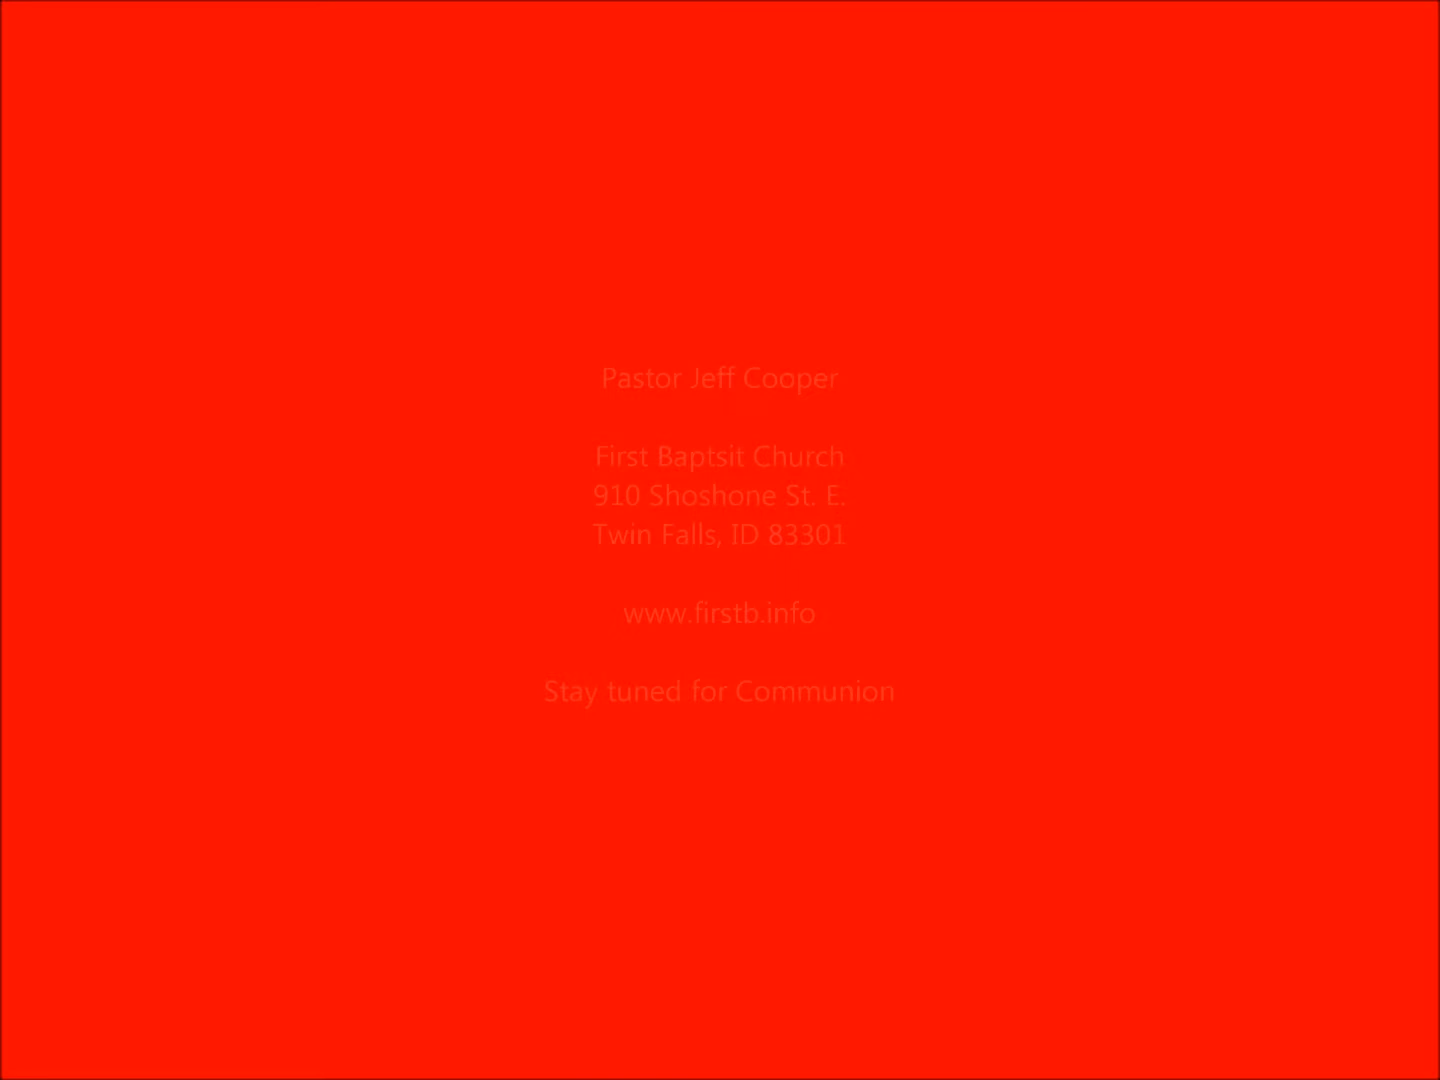 Pastor Jeff Cooper
First Baptsit Church
910 Shoshone St. E.
Twin Falls, ID 83301
www.firstb.info
Stay tuned for Communion